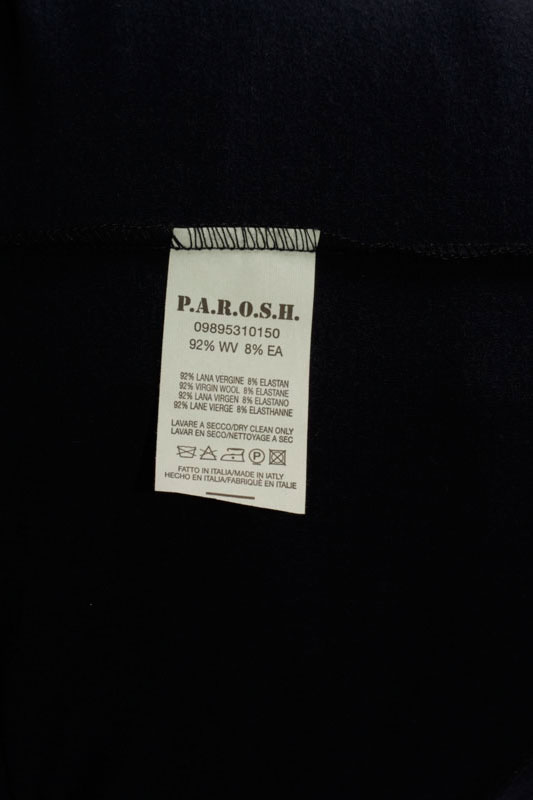 P.A.R.O.S.H.
09895310150
92% WV 8% EA
92% LANA VERGINE 8% ELASTAN
92% VIRGIN WOOL 8% ELASTANE
92% LANA VIRGEN 8% ELASTANO
92% LANE VIERGE 8% ELASTHANNE
LAVARE A SECCO/DRY CLEAN ONLY
LAVAR EN SECO/NETTOYAGE A SEC
P
FATTO IN ITALIA/MADE IN IATLY
HECHO EN ITALIA/FABRIQUÉ EN ITALIE